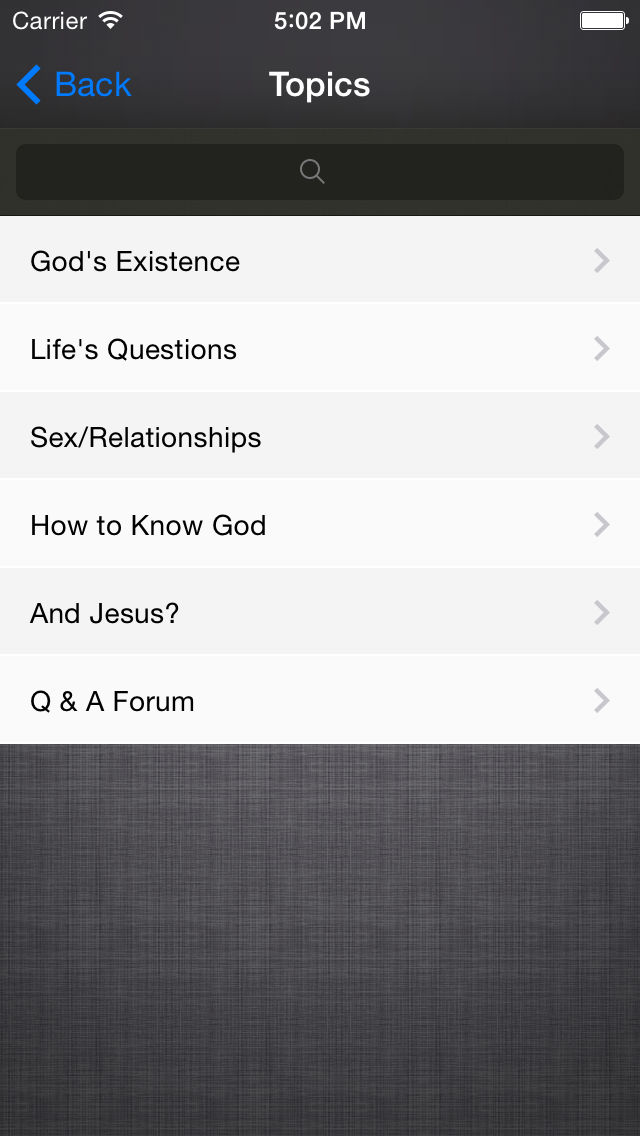 Carrier 5:02 PM
Back Topics
God's Existence
Life's Questions
Sex/Relationships
How to Know God
And Jesus?
Q & A Forum